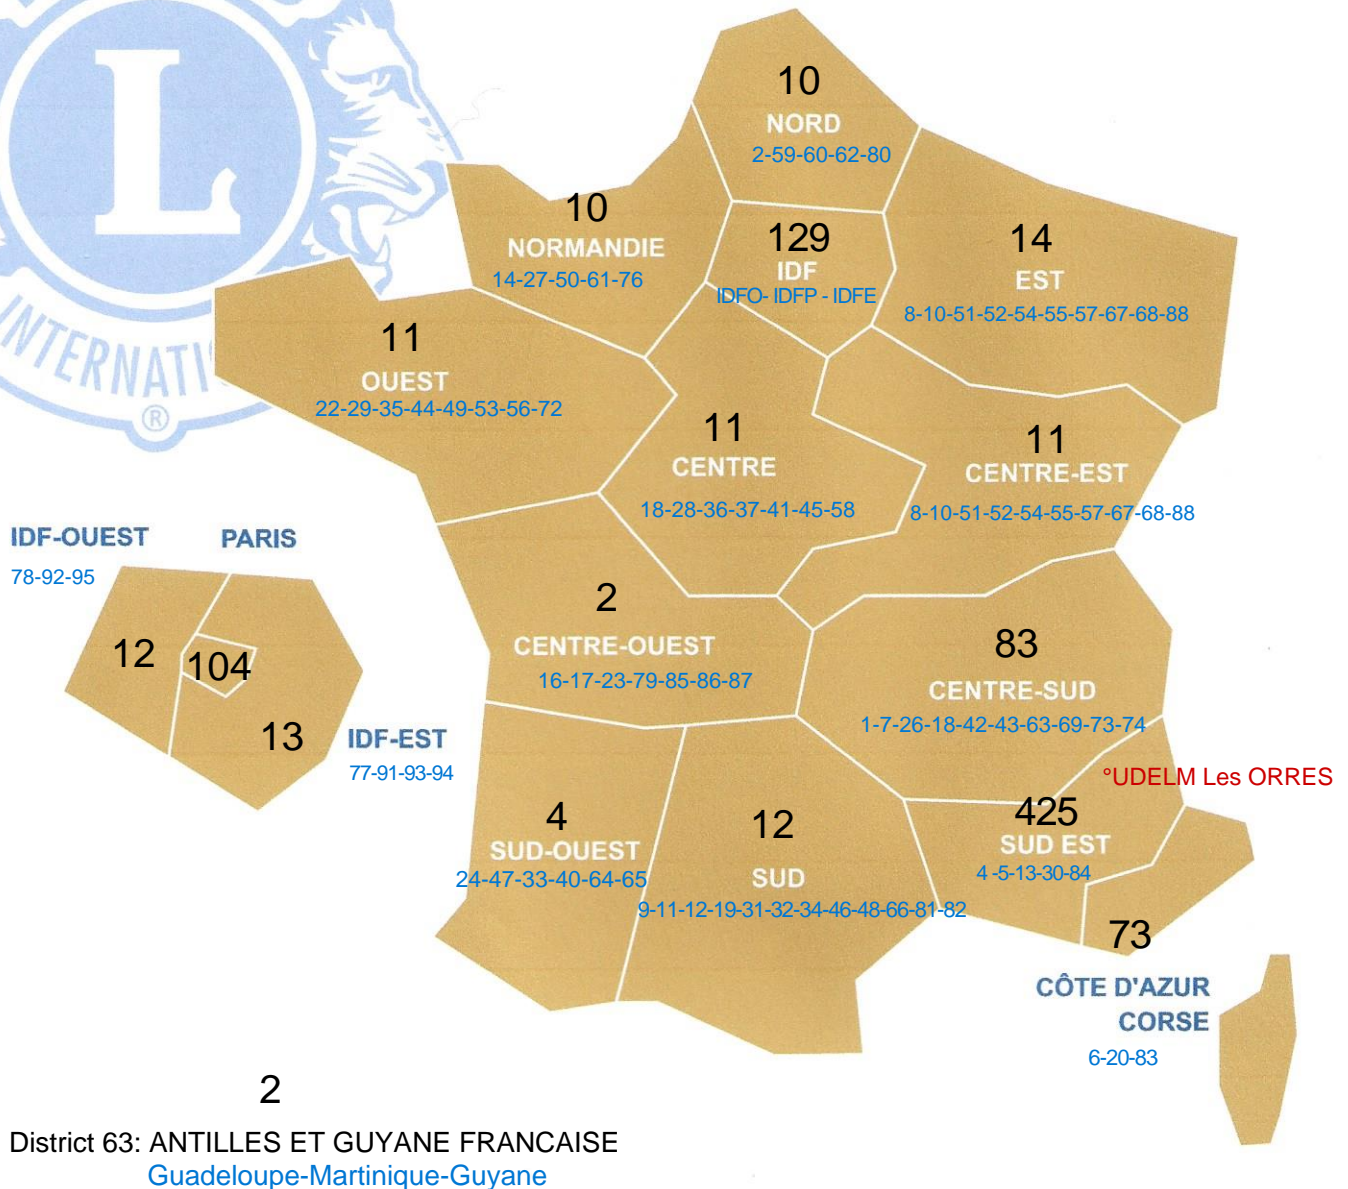 L
INTERNATI
®
10
NORD
2-59-60-62-80
10
NORMANDIE
14-27-50-61-76
129
IDF
IDFO- IDFP - IDFE
14
EST
8-10-51-52-54-55-57-67-68-88
11
OUEST
22-29-35-44-49-53-56-72
11
CENTRE
18-28-36-37-41-45-58
11
CENTRE-EST
8-10-51-52-54-55-57-67-68-88
IDF-OUEST
78-92-95
PARIS
12
104
13
IDF-EST
77-91-93-94
2
CENTRE-OUEST
16-17-23-79-85-86-87
83
CENTRE-SUD
1-7-26-18-42-43-63-69-73-74
°UDELM Les ORRES
4
SUD-OUEST
24-47-33-40-64-65
12
SUD
9-11-12-19-31-32-34-46-48-66-81-82
425
SUD EST
4 -5-13-30-84
73
CÔTE D'AZUR
CORSE
6-20-83
2
District 63: ANTILLES ET GUYANE FRANCAISE
Guadeloupe-Martinique-Guyane